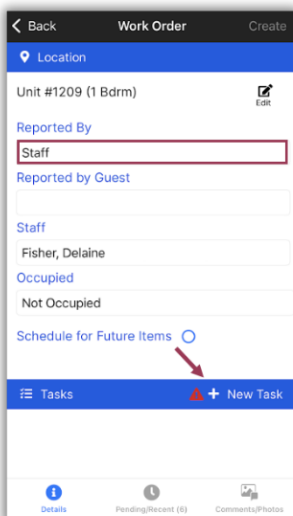 Back Work Order Create
Location
Unit #1209 (1 Bdrm)
Edit
Reported By
Staff
Reported by Guest
Staff
Fisher, Delaine
Occupied
Not Occupied
Schedule for Future Items
Tasks + New Task
Details Pending/Recent (6) Comments/Photos